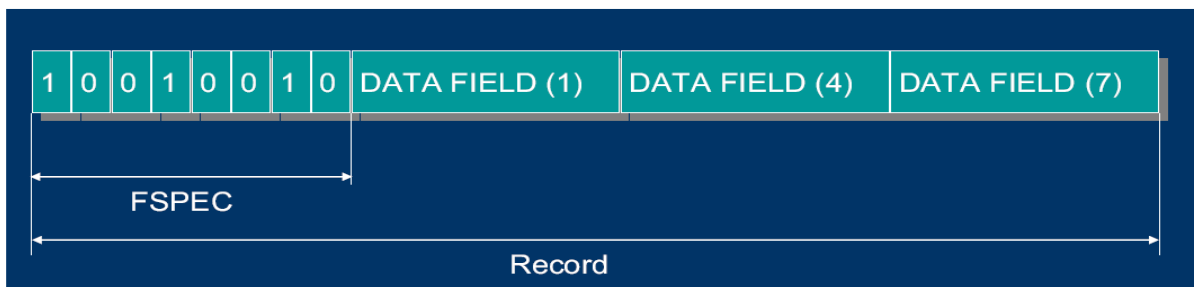 1 0 0 1 0 0 1 0 DATA FIELD (1) DATA FIELD (4) DATA FIELD (7)
FSPEC
Record